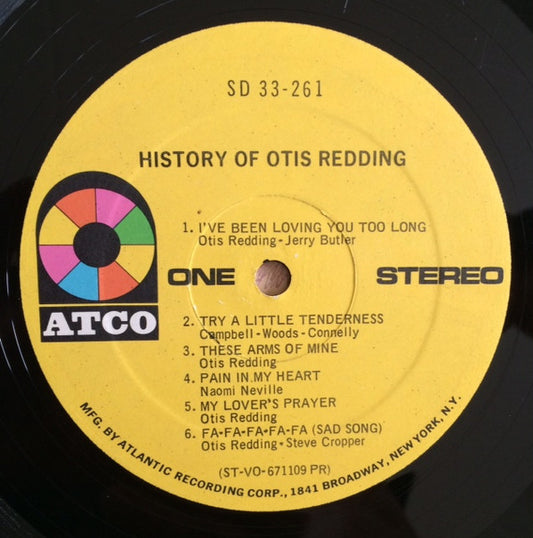 SD 33-261
HISTORY OF OTIS REDDING
1. I'VE BEEN LOVING YOU TOO LONG
Otis Redding-Jerry Butler
ONE
STEREO
ATCO
2. TRY A LITTLE TENDERNESS
Campbell-Woods-Connelly
3. THESE ARMS OF MINE
Otis Redding
4. PAIN IN MY HEART
Naomi Neville
5. MY LOVER'S PRAYER
Otis Redding
6. FA-FA-FA-FA-FA (SAD SONG)
Otis Redding-Steve Cropper
(ST-VO-671109 PR)
MFG. BY ATLANTIC RECORDING CORP., 1841 BROADWAY, NEW YORK, N.Y.